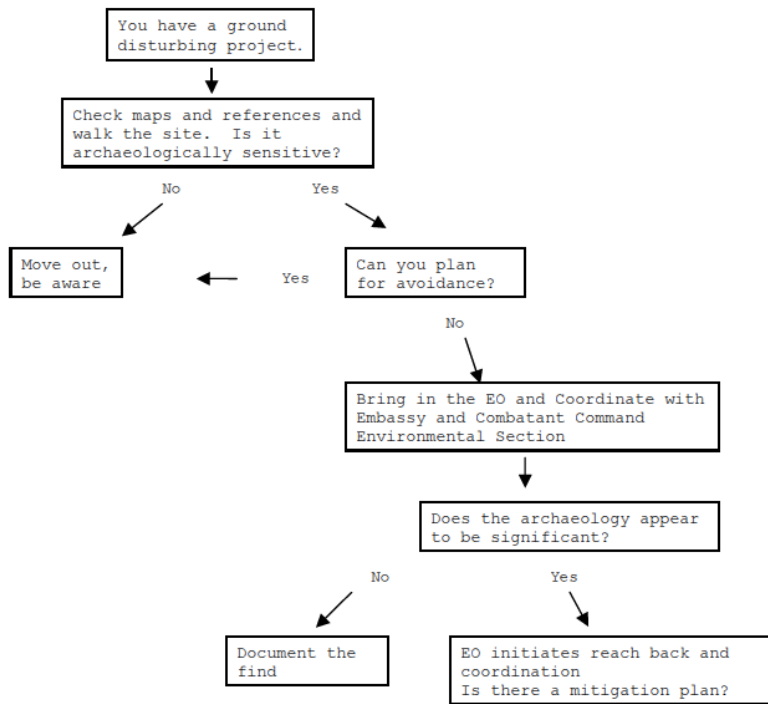 You have a ground
disturbing project.
Check maps and references and
walk the site.  Is it
archaeologically sensitive?
No
Yes
Move out,
be aware
Yes
Can you plan
for avoidance?
No
Bring in the EO and Coordinate with
Embassy and Combatant Command
Environmental Section
Does the archaeology appear
to be significant?
No
Yes
Document the
find
EO initiates reach back and
coordination
Is there a mitigation plan?